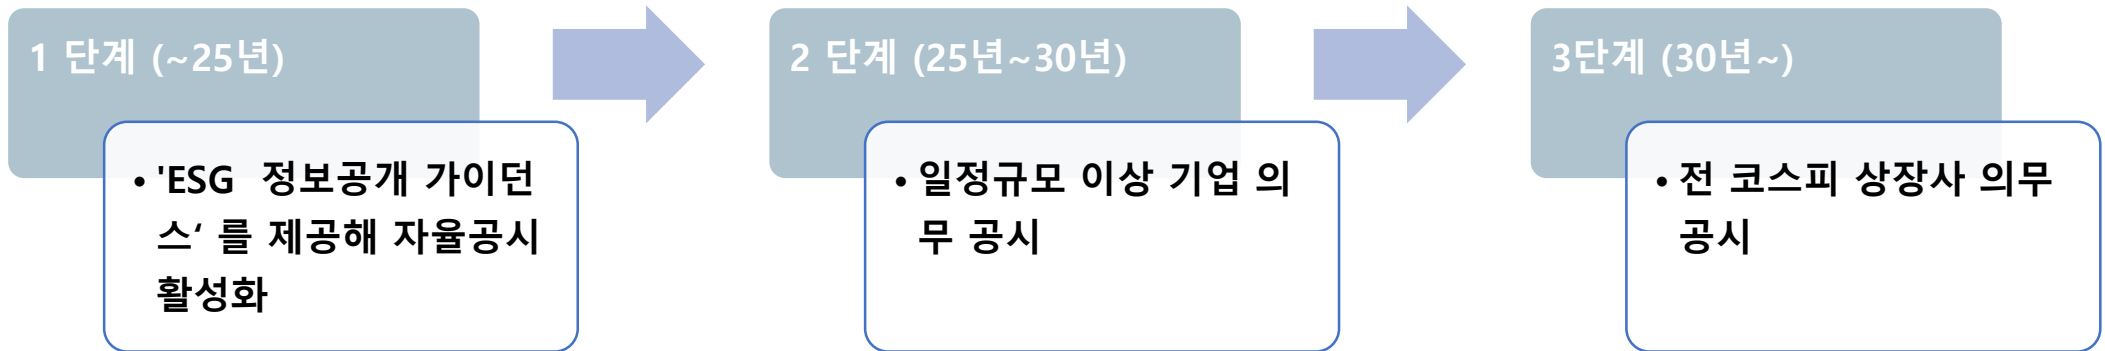 1 단계 (~25년)
• 'ESG 정보공개 가이던
스‘ 를 제공해 자율공시
활성화
2 단계 (25년~30년)
• 일정규모 이상 기업 의
무 공시
3단계 (30년~)
• 전 코스피 상장사 의무
공시